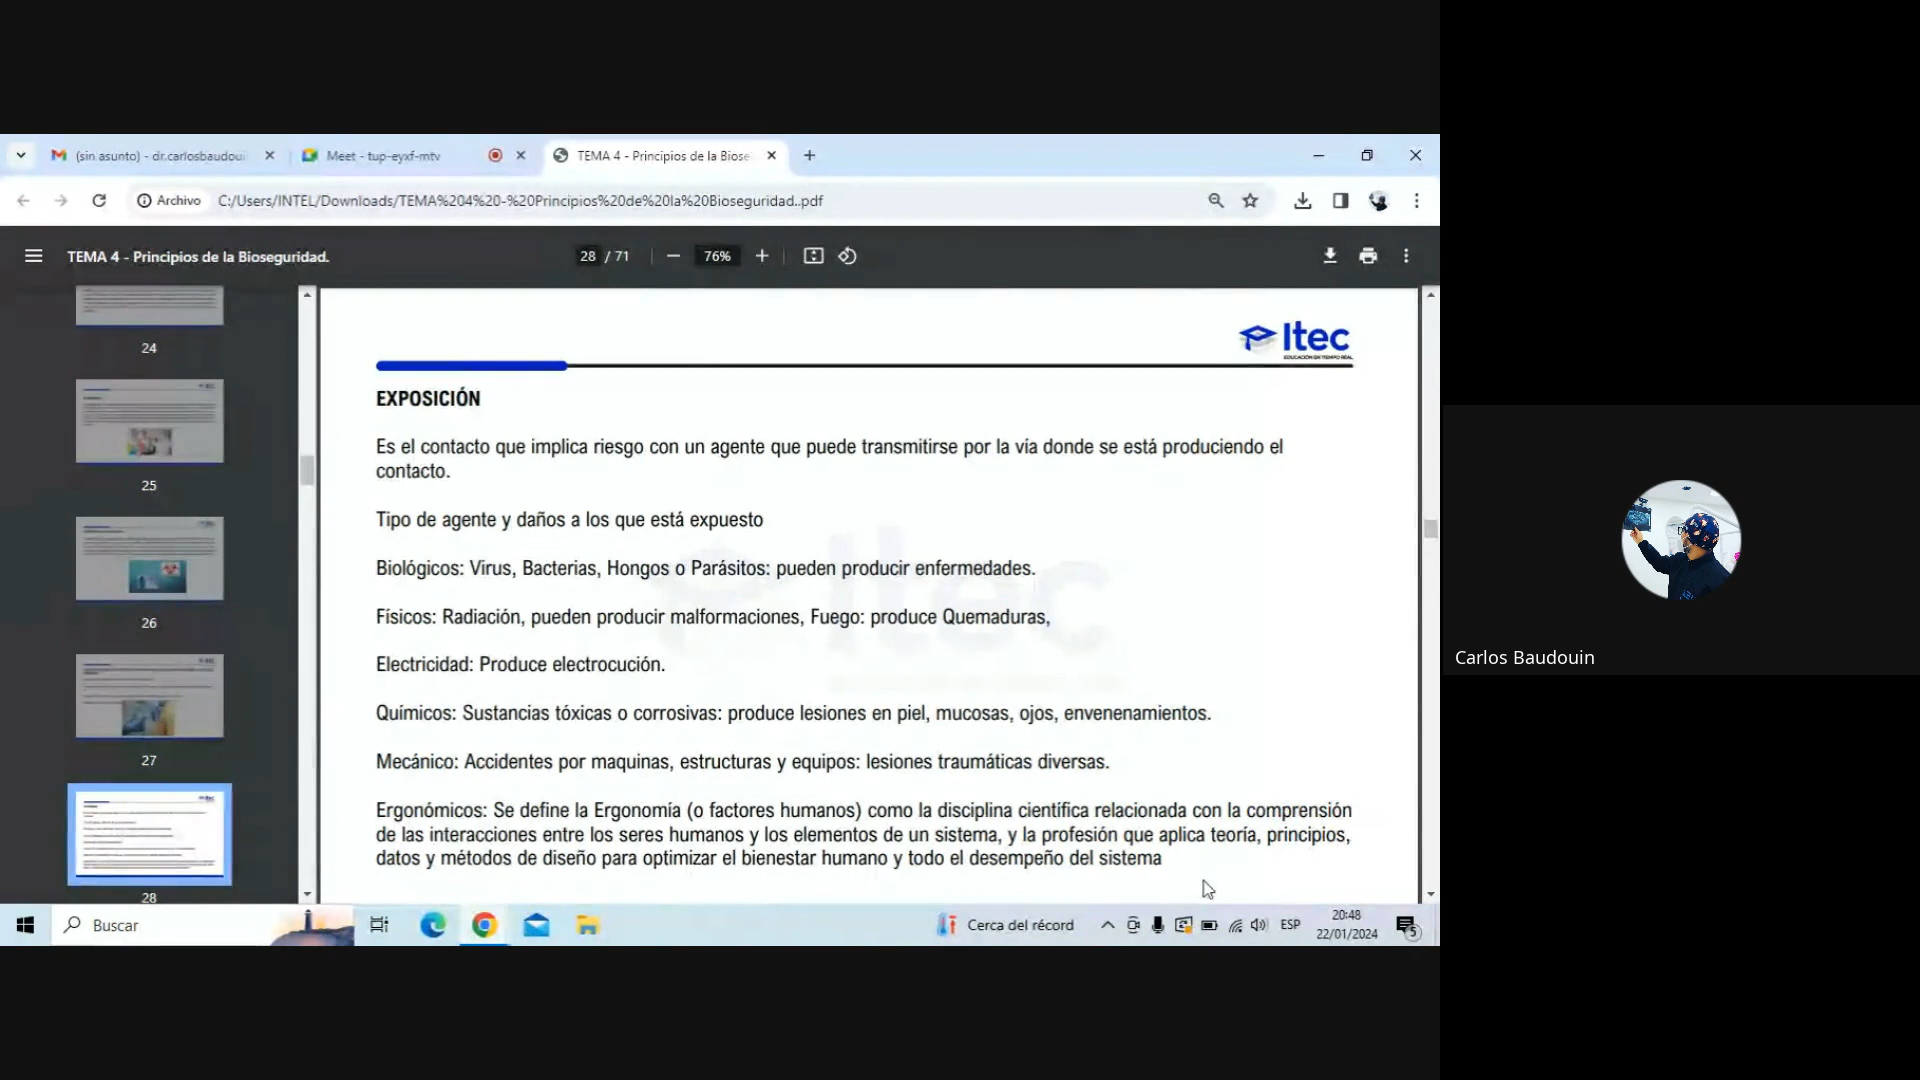 (sin asunto) - dr.carlosbaudoui
Meet - tup-eyxf-mtv
TEMA 4 - Principios de la Biose
Archivo
C:/Users/INTEL/Downloads/TEMA%204%20-%20Principios%20de%20la%20Bioseguridad..pdf
TEMA 4 - Principios de la Bioseguridad.
28 / 71
76%
24
25
26
27
28
Itec
EDUCACIÓN EN TIEMPO REAL
EXPOSICIÓN
Es el contacto que implica riesgo con un agente que puede transmitirse por la vía donde se está produciendo el
contacto.
Tipo de agente y daños a los que está expuesto
Biológicos: Virus, Bacterias, Hongos o Parásitos: pueden producir enfermedades.
Físicos: Radiación, pueden producir malformaciones, Fuego: produce Quemaduras,
Electricidad: Produce electrocución.
Quimicos: Sustancias tóxicas o corrosivas: produce lesiones en piel, mucosas, ojos, envenenamientos.
Mecánico: Accidentes por maquinas, estructuras y equipos: lesiones traumáticas diversas.
Ergonómicos: Se define la Ergonomía (o factores humanos) como la disciplina científica relacionada con la comprensión
de las interacciones entre los seres humanos y los elementos de un sistema, y la profesión que aplica teoría, principios,
datos y métodos de diseño para optimizar el bienestar humano y todo el desempeño del sistema
Itec
Carlos Baudouin
Buscar
Cerca del récord
ESP
20:48
22/01/2024
5